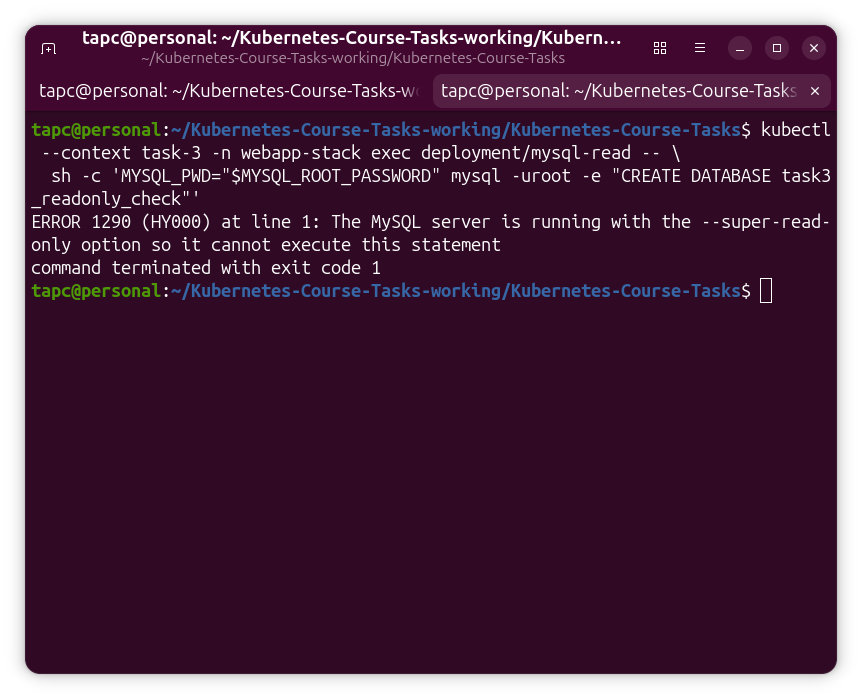 tapc@personal: ~/Kubernetes-Course-Tasks-working/Kubern...
~/Kubernetes-Course-Tasks-working/Kubernetes-Course-Tasks
tapc@personal: ~/Kubernetes-Course-Tasks-wo
tapc@personal: ~/Kubernetes-Course-Tasks
tapc@personal:~/Kubernetes-Course-Tasks-working/Kubernetes-Course-Tasks$ kubectl
 --context task-3 -n webapp-stack exec deployment/mysql-read -- \
  sh -c 'MYSQL_PWD="$MYSQL_ROOT_PASSWORD" mysql -uroot -e "CREATE DATABASE task3
_readonly_check"'
ERROR 1290 (HY000) at line 1: The MySQL server is running with the --super-read-
only option so it cannot execute this statement
command terminated with exit code 1
tapc@personal:~/Kubernetes-Course-Tasks-working/Kubernetes-Course-Tasks$